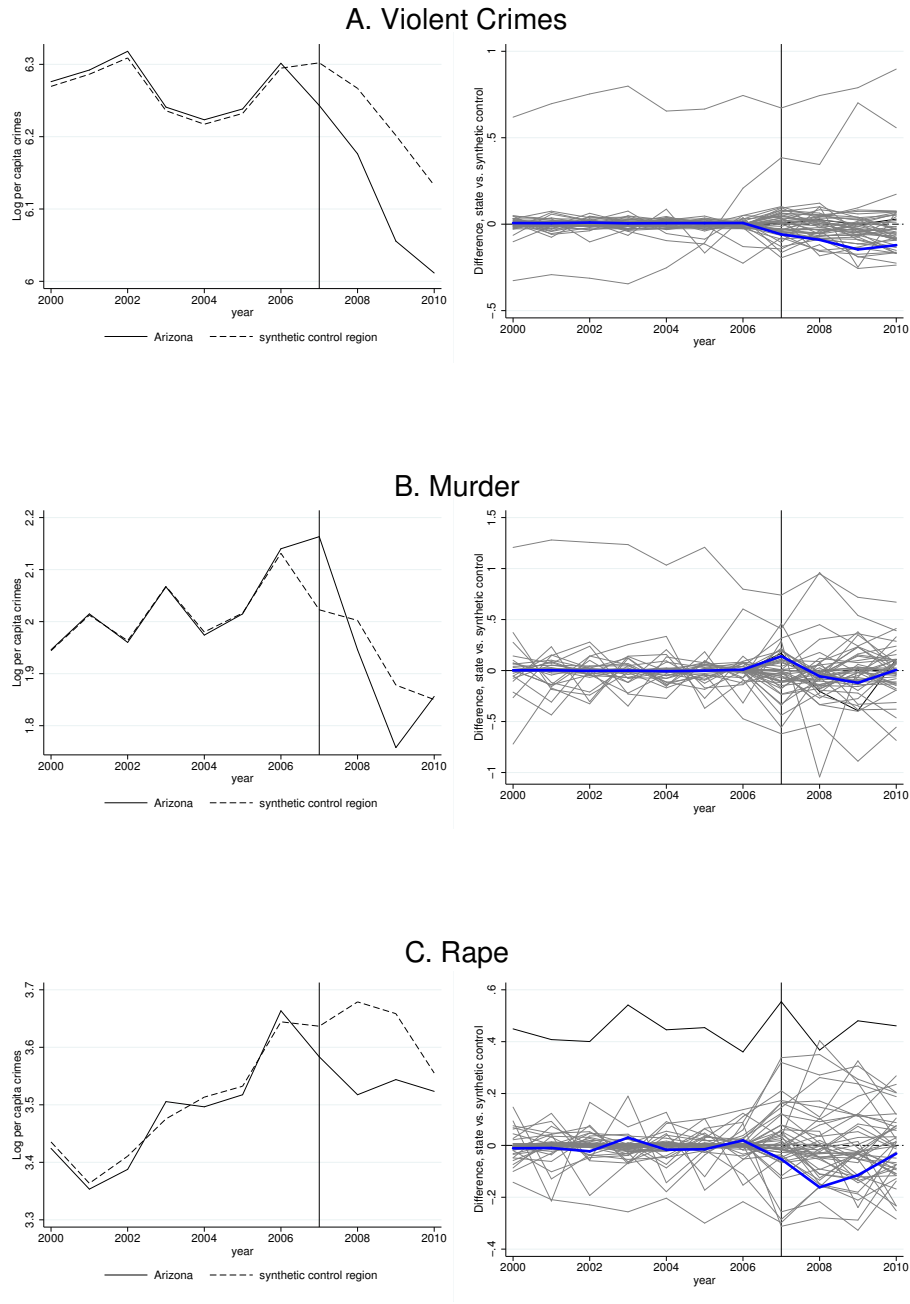 A. Violent Crimes
Log per capita crimes
6.3
6.2
6.1
6
2000 2002 2004 2006 2008 2010
year
Arizona synthetic control region
Difference, state vs. synthetic control
1
.5
0
-.5
2000 2002 2004 2006 2008 2010
year
B. Murder
Log per capita crimes
2.2
2.1
2
1.9
1.8
2000 2002 2004 2006 2008 2010
year
Arizona synthetic control region
Difference, state vs. synthetic control
1.5
1
.5
0
-.5
-1
2000 2002 2004 2006 2008 2010
year
C. Rape
Log per capita crimes
3.7
3.6
3.5
3.4
3.3
2000 2002 2004 2006 2008 2010
year
Arizona synthetic control region
Difference, state vs. synthetic control
.6
.4
.2
0
-.2
-.4
2000 2002 2004 2006 2008 2010
year